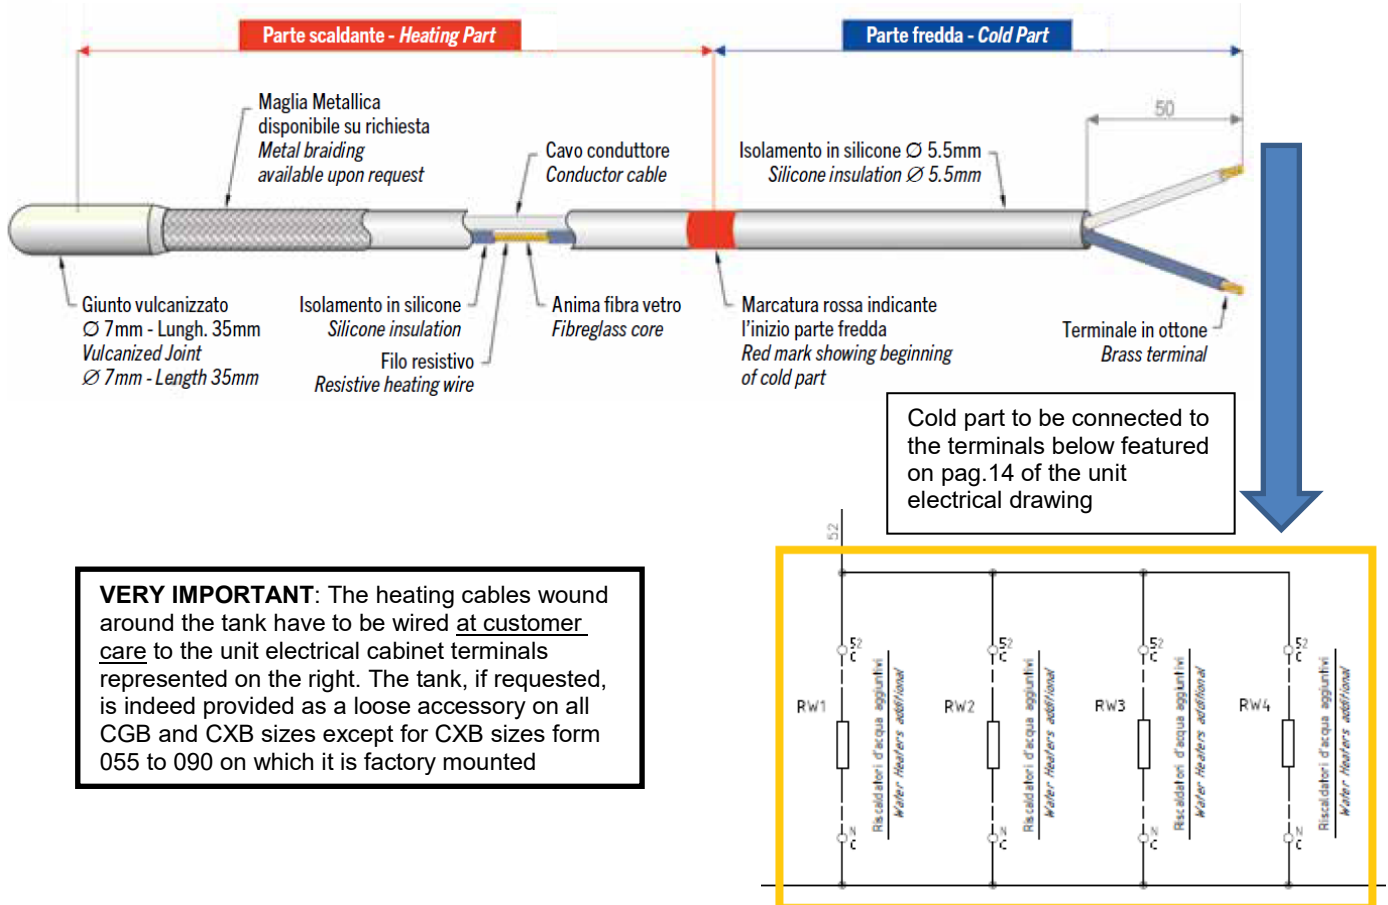 Parte scaldante - Heating Part
Parte fredda - Cold Part
Maglia Metallica
disponibile su richiesta
Metal braiding
available upon request
Cavo conduttore
Conductor cable
Isolamento in silicone Ø 5.5mm
Silicone insulation Ø 5.5mm
50
Giunto vulcanizzato
Ø 7mm - Lungh. 35mm
Vulcanized Joint
Ø 7mm - Length 35mm
Isolamento in silicone
Silicone insulation
Filo resistivo
Resistive heating wire
Anima fibra vetro
Fibreglass core
Marcatura rossa indicante
l'inizio parte fredda
Red mark showing beginning
of cold part
Terminale in ottone
Brass terminal
Cold part to be connected to
the terminals below featured
on pag.14 of the unit
electrical drawing
VERY IMPORTANT: The heating cables wound
around the tank have to be wired at customer
care to the unit electrical cabinet terminals
represented on the right. The tank, if requested,
is indeed provided as a loose accessory on all
CGB and CXB sizes except for CXB sizes form
055 to 090 on which it is factory mounted
52
52
C
RW1
Riscaldatori d'acqua aggiuntivi
Water Heaters additional
N
C
52
C
RW2
Riscaldatori d'acqua aggiuntivi
Water Heaters additional
N
C
52
C
RW3
Riscaldatori d'acqua aggiuntivi
Water Heaters additional
N
C
52
C
RW4
Riscaldatori d'acqua aggiuntivi
Water Heaters additional
N
C